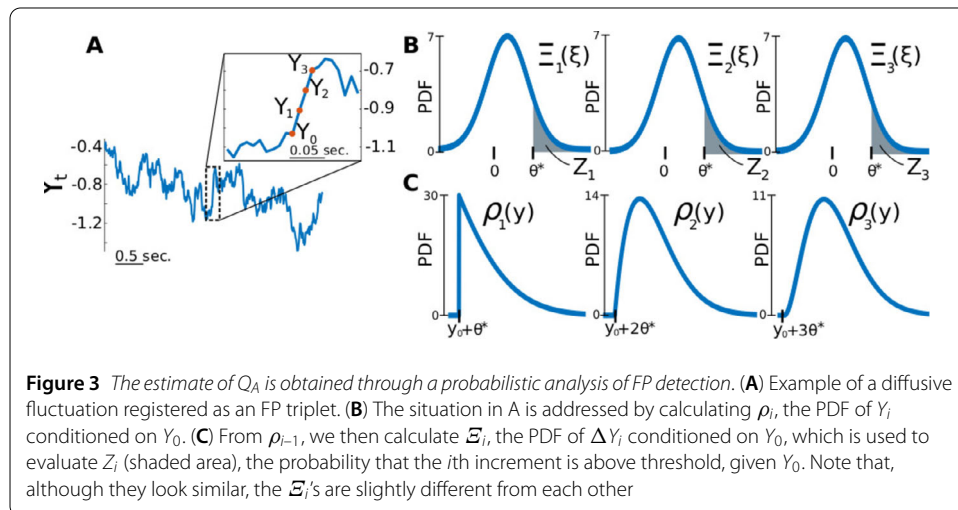 A
Y₃
Y₂
Y₁
Y₀
0.05 sec.
-0.7
-0.9
-1.1
-0.4
-0.8
-1.2
Yt
0.5 sec.
B
7
PDF
0
Ξ₁(ξ)
0
θ*
Z₁
7
PDF
0
Ξ₂(ξ)
0
θ*
Z₂
7
PDF
0
Ξ₃(ξ)
0
θ*
Z₃
C
30
PDF
0
ρ₁(y)
y₀+θ*
14
PDF
0
ρ₂(y)
y₀+2θ*
11
PDF
0
ρ₃(y)
y₀+3θ*
Figure 3 The estimate of Q_A is obtained through a probabilistic analysis of FP detection. (A) Example of a diffusive
fluctuation registered as an FP triplet. (B) The situation in A is addressed by calculating ρᵢ, the PDF of Yᵢ
conditioned on Y₀. (C) From ρᵢ₋₁, we then calculate Ξᵢ, the PDF of ΔYᵢ conditioned on Y₀, which is used to
evaluate Zᵢ (shaded area), the probability that the ith increment is above threshold, given Y₀. Note that,
although they look similar, the Ξᵢ's are slightly different from each other